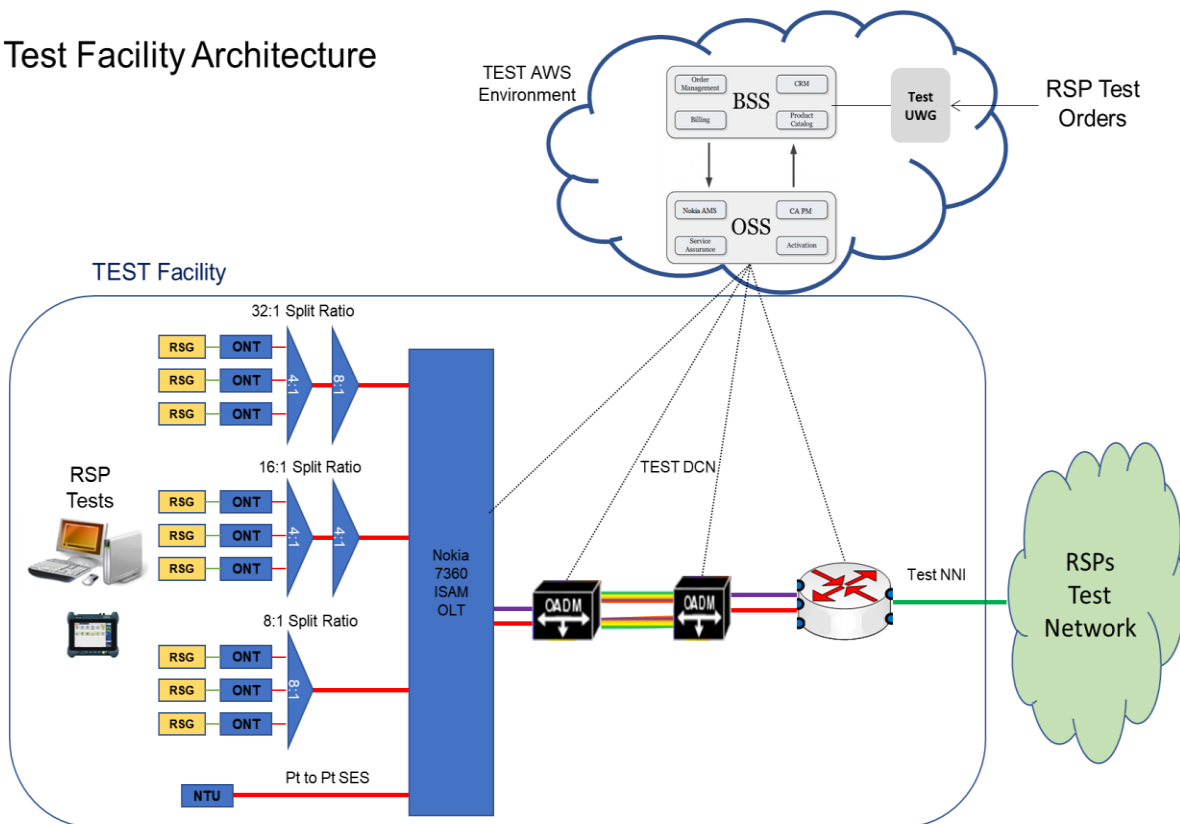 Test Facility Architecture
TEST AWS
Environment
Order
Management
CRM
BSS
Billing
Product
Catalog
Test
UWG
RSP Test
Orders
Nokia AMS
CA PM
OSS
Service
Assurance
Activation
TEST Facility
32:1 Split Ratio
RSG
ONT
RSG
ONT
RSG
ONT
4:1
8:1
RSP
Tests
16:1 Split Ratio
RSG
ONT
RSG
ONT
RSG
ONT
4:1
4:1
8:1 Split Ratio
RSG
ONT
RSG
ONT
RSG
ONT
8:1
Pt to Pt SES
NTU
Nokia
7360
ISAM
OLT
TEST DCN
OADM
OADM
Test NNI
RSPs
Test
Network